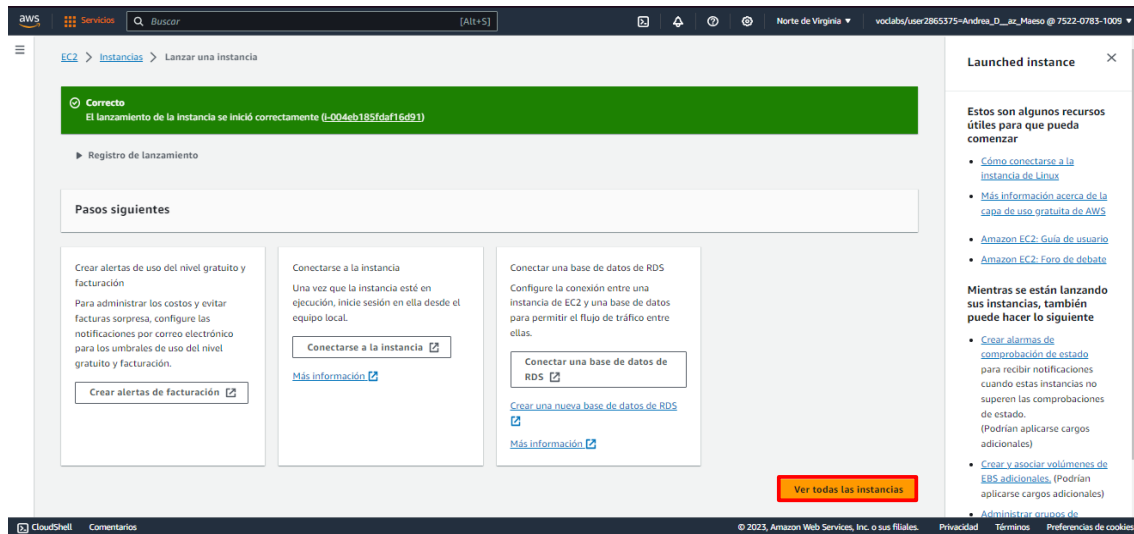 aws
Servicios
Buscar
[Alt+S]
Norte de Virginia ▼
voclabs/user2865375=Andrea_D__az_Maeso @ 7522-0783-1009 ▼
EC2 > Instancias > Lanzar una instancia
Correcto
El lanzamiento de la instancia se inició correctamente (i-004eb185fdaf16d91)
▶ Registro de lanzamiento
Pasos siguientes
Crear alertas de uso del nivel gratuito y
facturación
Para administrar los costos y evitar
facturas sorpresa, configure las
notificaciones por correo electrónico
para los umbrales de uso del nivel
gratuito y facturación.
Crear alertas de facturación
Conectarse a la instancia
Una vez que la instancia esté en
ejecución, inicie sesión en ella desde el
equipo local.
Conectarse a la instancia
Más información
Conectar una base de datos de RDS
Configure la conexión entre una
instancia de EC2 y una base de datos
para permitir el flujo de tráfico entre
ellas.
Conectar una base de datos de
RDS
Crear una nueva base de datos de RDS
Más información
Ver todas las instancias
Launched instance
Estos son algunos recursos
útiles para que pueda
comenzar
• Cómo conectarse a la
instancia de Linux
• Más información acerca de la
capa de uso gratuita de AWS
• Amazon EC2: Guía de usuario
• Amazon EC2: Foro de debate
Mientras se están lanzando
sus instancias, también
puede hacer lo siguiente
• Crear alarmas de
comprobación de estado
para recibir notificaciones
cuando estas instancias no
superen las comprobaciones
de estado.
(Podrían aplicarse cargos
adicionales)
• Crear y asociar volúmenes de
EBS adicionales. (Podrían
aplicarse cargos adicionales)
• Administrar grupos de
CloudShell
Comentarios
© 2023, Amazon Web Services, Inc. o sus filiales.
Privacidad
Términos
Preferencias de cookies